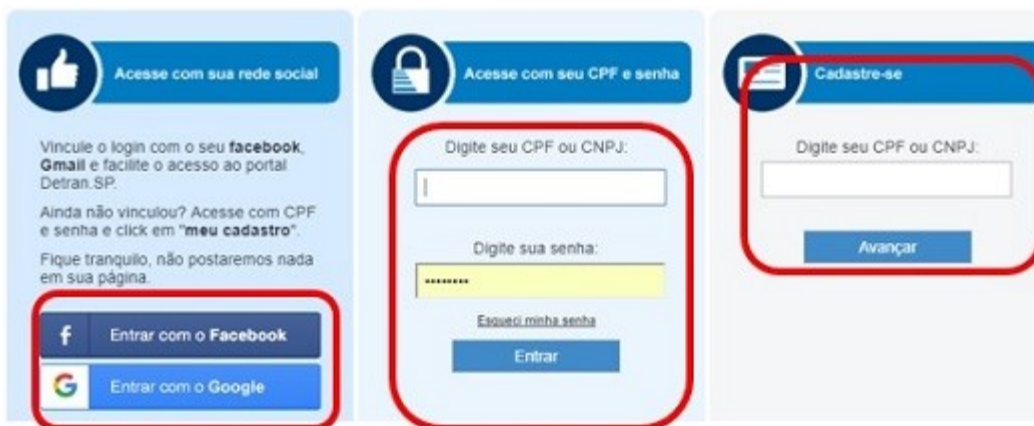 Acesse com sua rede social
Vincule o login com o seu facebook,
Gmail e facilite o acesso ao portal
Detran.SP.
Ainda não vinculou? Acesse com CPF
e senha e click em "meu cadastro".
Fique tranquilo, não postaremos nada
em sua página.
f Entrar com o Facebook
G Entrar com o Google
Acesse com seu CPF e senha
Digite seu CPF ou CNPJ:
Digite sua senha:
••••••••
Esqueci minha senha
Entrar
Cadastre-se
Digite seu CPF ou CNPJ:
Avançar